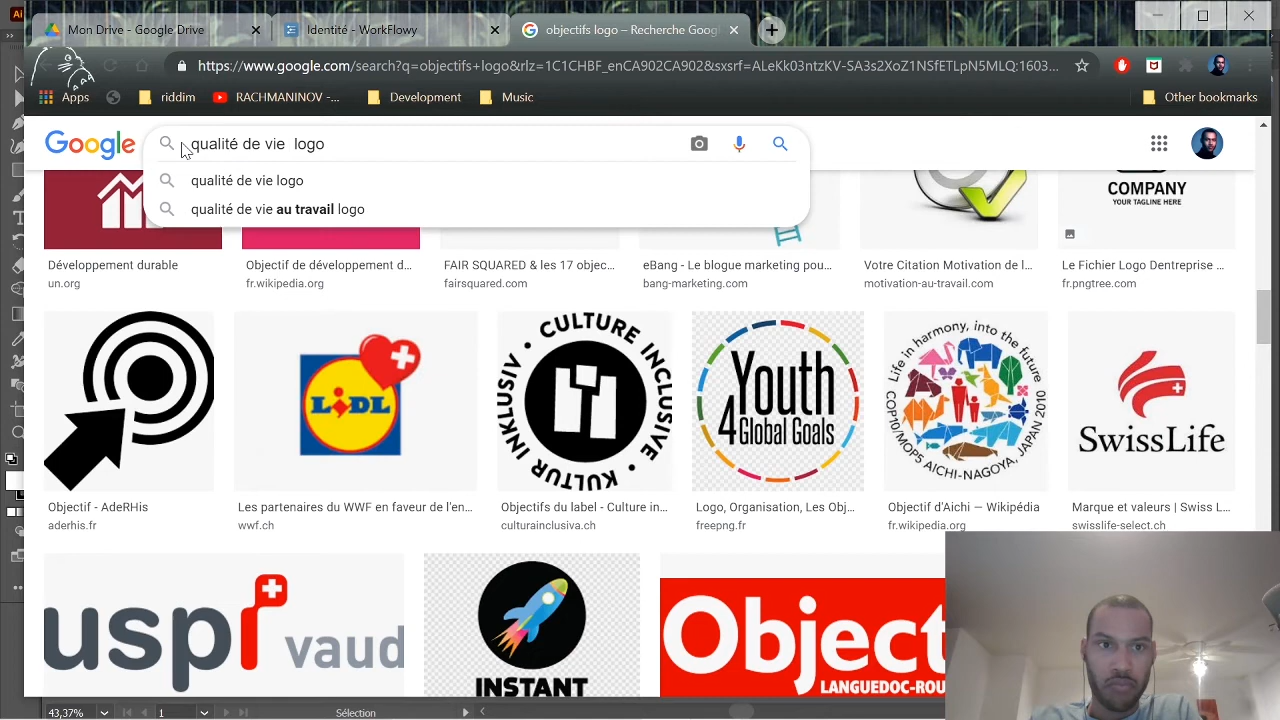 Ai
Mon Drive - Google Drive
Identité - WorkFlowy
objectifs logo – Recherche Goog
https://www.google.com/search?q=objectifs+logo&rlz=1C1CHBF_enCA902CA902&sxsrf=ALeKk03ntzKV-SA3s2XoZ1NSfETLpN5MLQ:1603...
Apps
riddim
RACHMANINOV -...
Development
Music
Other bookmarks
Google
qualité de vie logo
qualité de vie logo
qualité de vie au travail logo
COMPANY
YOUR TAGLINE HERE
Développement durable
un.org
Objectif de développement d...
fr.wikipedia.org
FAIR SQUARED & les 17 objec...
fairsquared.com
eBang - Le blogue marketing pou...
bang-marketing.com
Votre Citation Motivation de l...
motivation-au-travail.com
Le Fichier Logo Dentreprise ...
fr.pngtree.com
LIDL
CULTURE INCLUSIVE • KULTUR INKLUSIV •
Youth
4 Global Goals
Life in harmony, into the future
COP10/MOP5 AICHI-NAGOYA, JAPAN 2010
SwissLife
Objectif - AdeRHis
aderhis.fr
Les partenaires du WWF en faveur de l'en...
wwf.ch
Objectifs du label - Culture in...
culturainclusiva.ch
Logo, Organisation, Les Obj...
freepng.fr
Objectif d'Aichi — Wikipédia
fr.wikipedia.org
Marque et valeurs | Swiss L...
swisslife-select.ch
uspi vaud
INSTANT
Object
LANGUEDOC-ROU
43,37%
1
Sélection